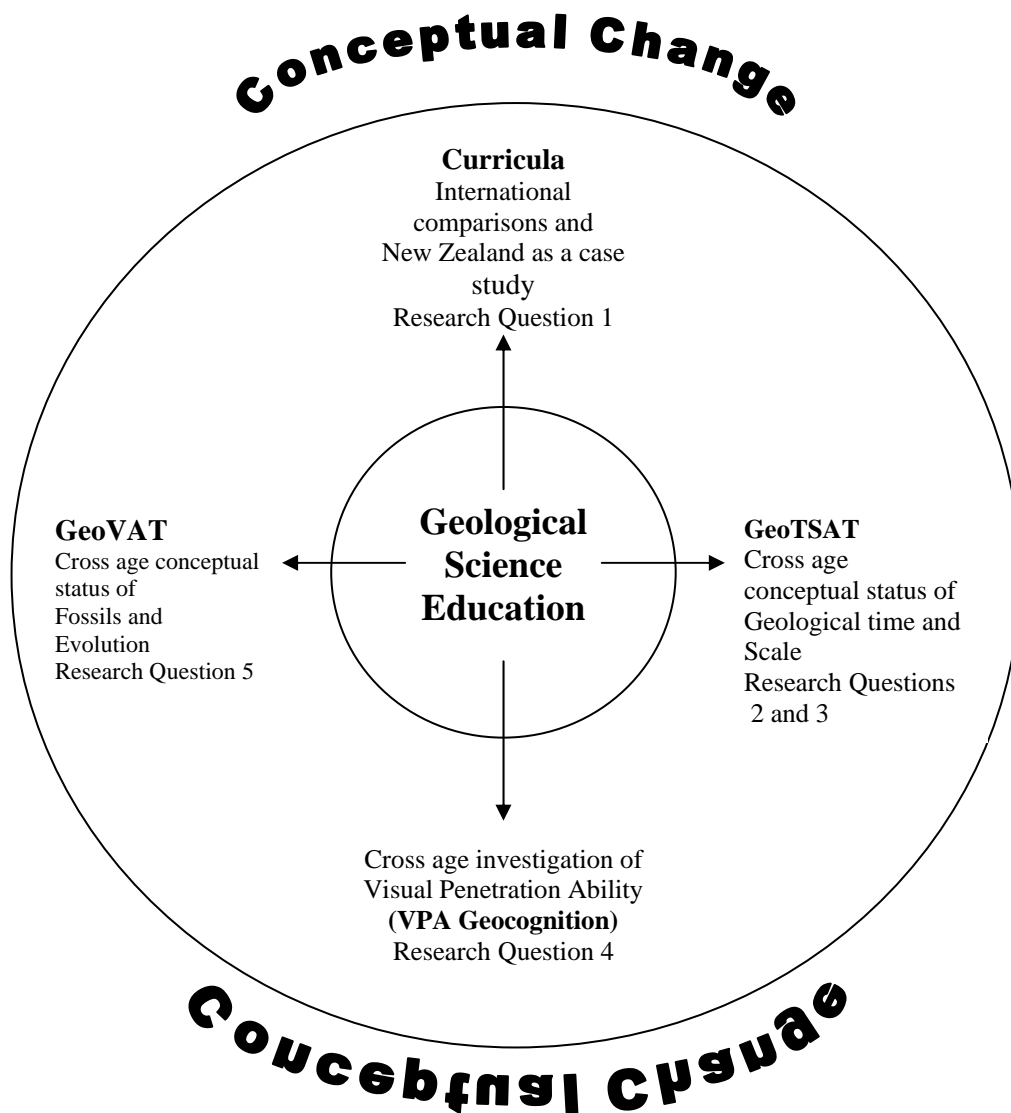 Conceptual Change
Curricula
International
comparisons and
New Zealand as a case
study
Research Question 1
Geological
Science
Education
GeoVAT
Cross age conceptual
status of
Fossils and
Evolution
Research Question 5
GeoTSAT
Cross age
conceptual status of
Geological time and
Scale
Research Questions
2 and 3
Cross age investigation of
Visual Penetration Ability
(VPA Geocognition)
Research Question 4
Conceptual Change